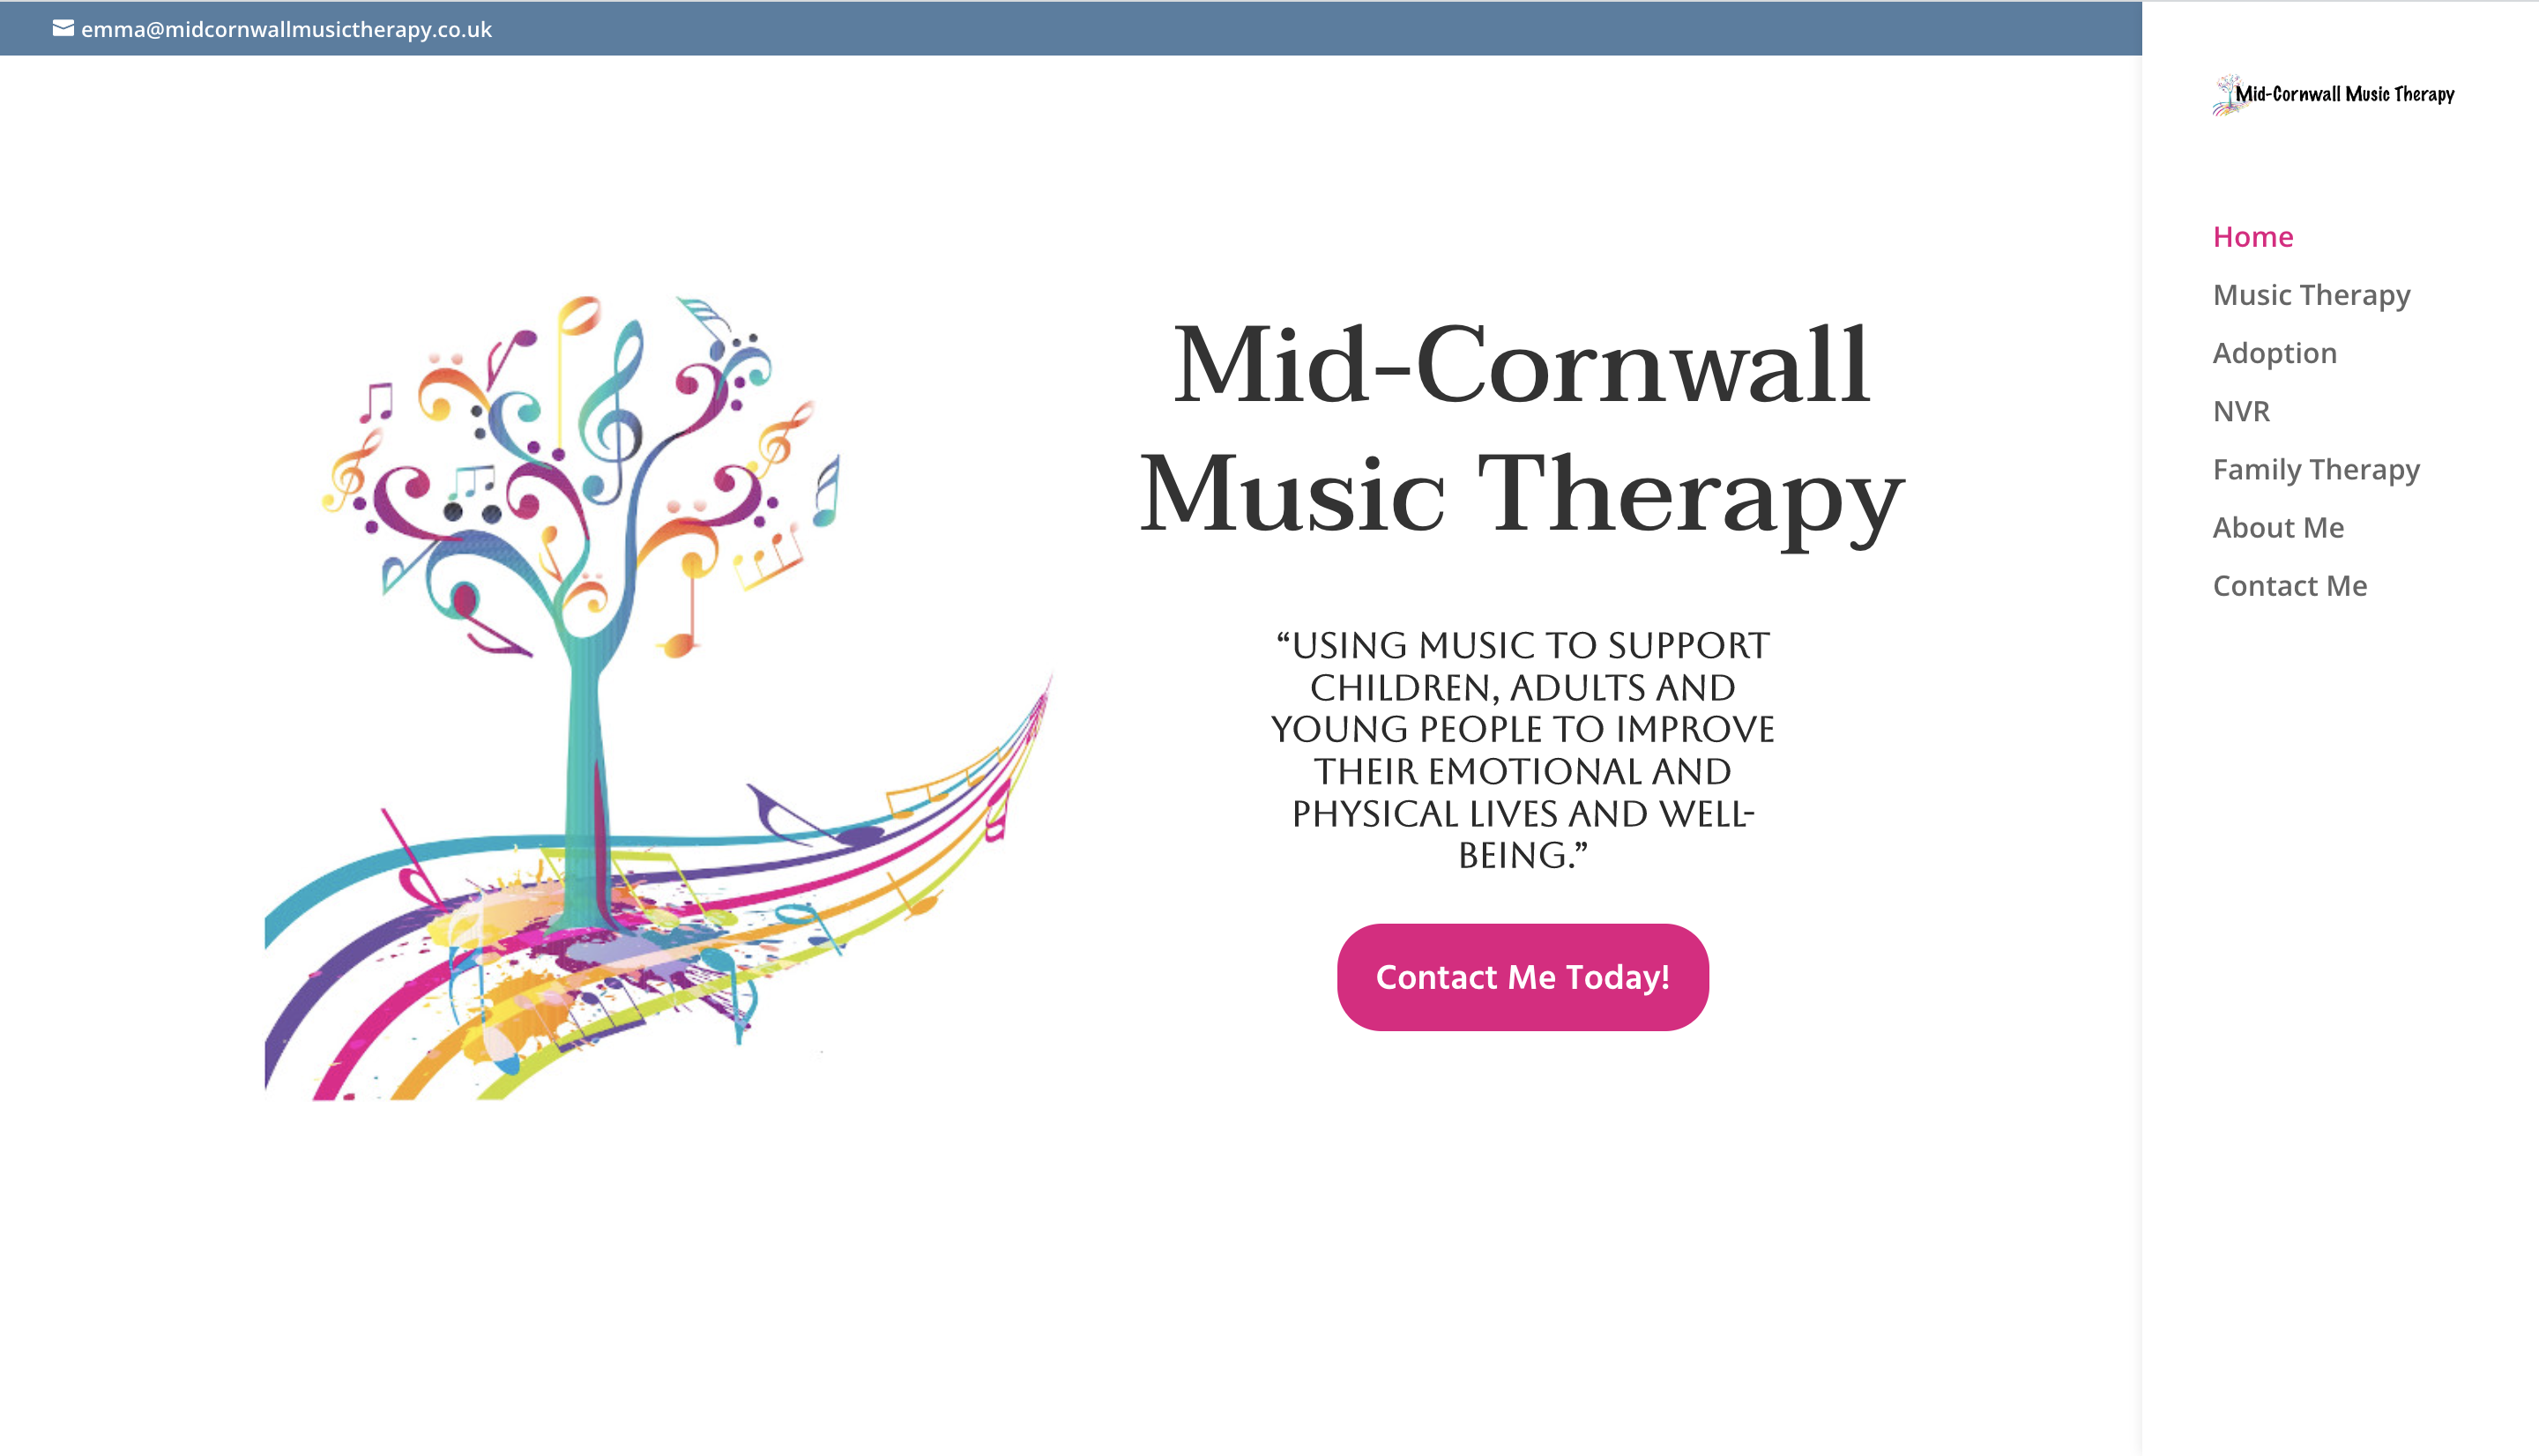 emma@midcornwallmusictherapy.co.uk
Mid-Cornwall
Music Therapy
“USING MUSIC TO SUPPORT
CHILDREN, ADULTS AND
YOUNG PEOPLE TO IMPROVE
THEIR EMOTIONAL AND
PHYSICAL LIVES AND WELL-
BEING.”
Contact Me Today!
Mid-Cornwall Music Therapy
Home
Music Therapy
Adoption
NVR
Family Therapy
About Me
Contact Me